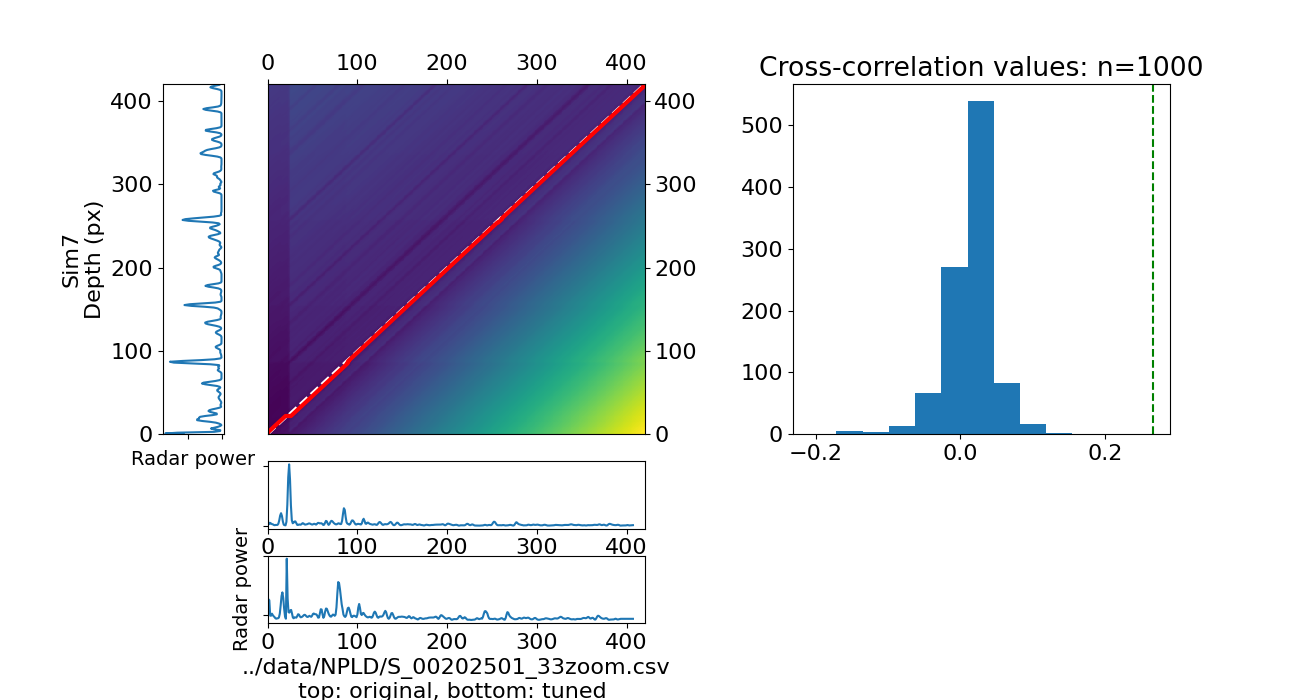 0 100 200 300 400
Cross-correlation values: n=1000
Sim7
Depth (px)
400
300
200
100
0
400
300
200
100
0
500
400
300
200
100
0
−0.2 0.0 0.2
Radar power
0 100 200 300 400
Radar power
0 100 200 300 400
../data/NPLD/S_00202501_33zoom.csv
top: original, bottom: tuned